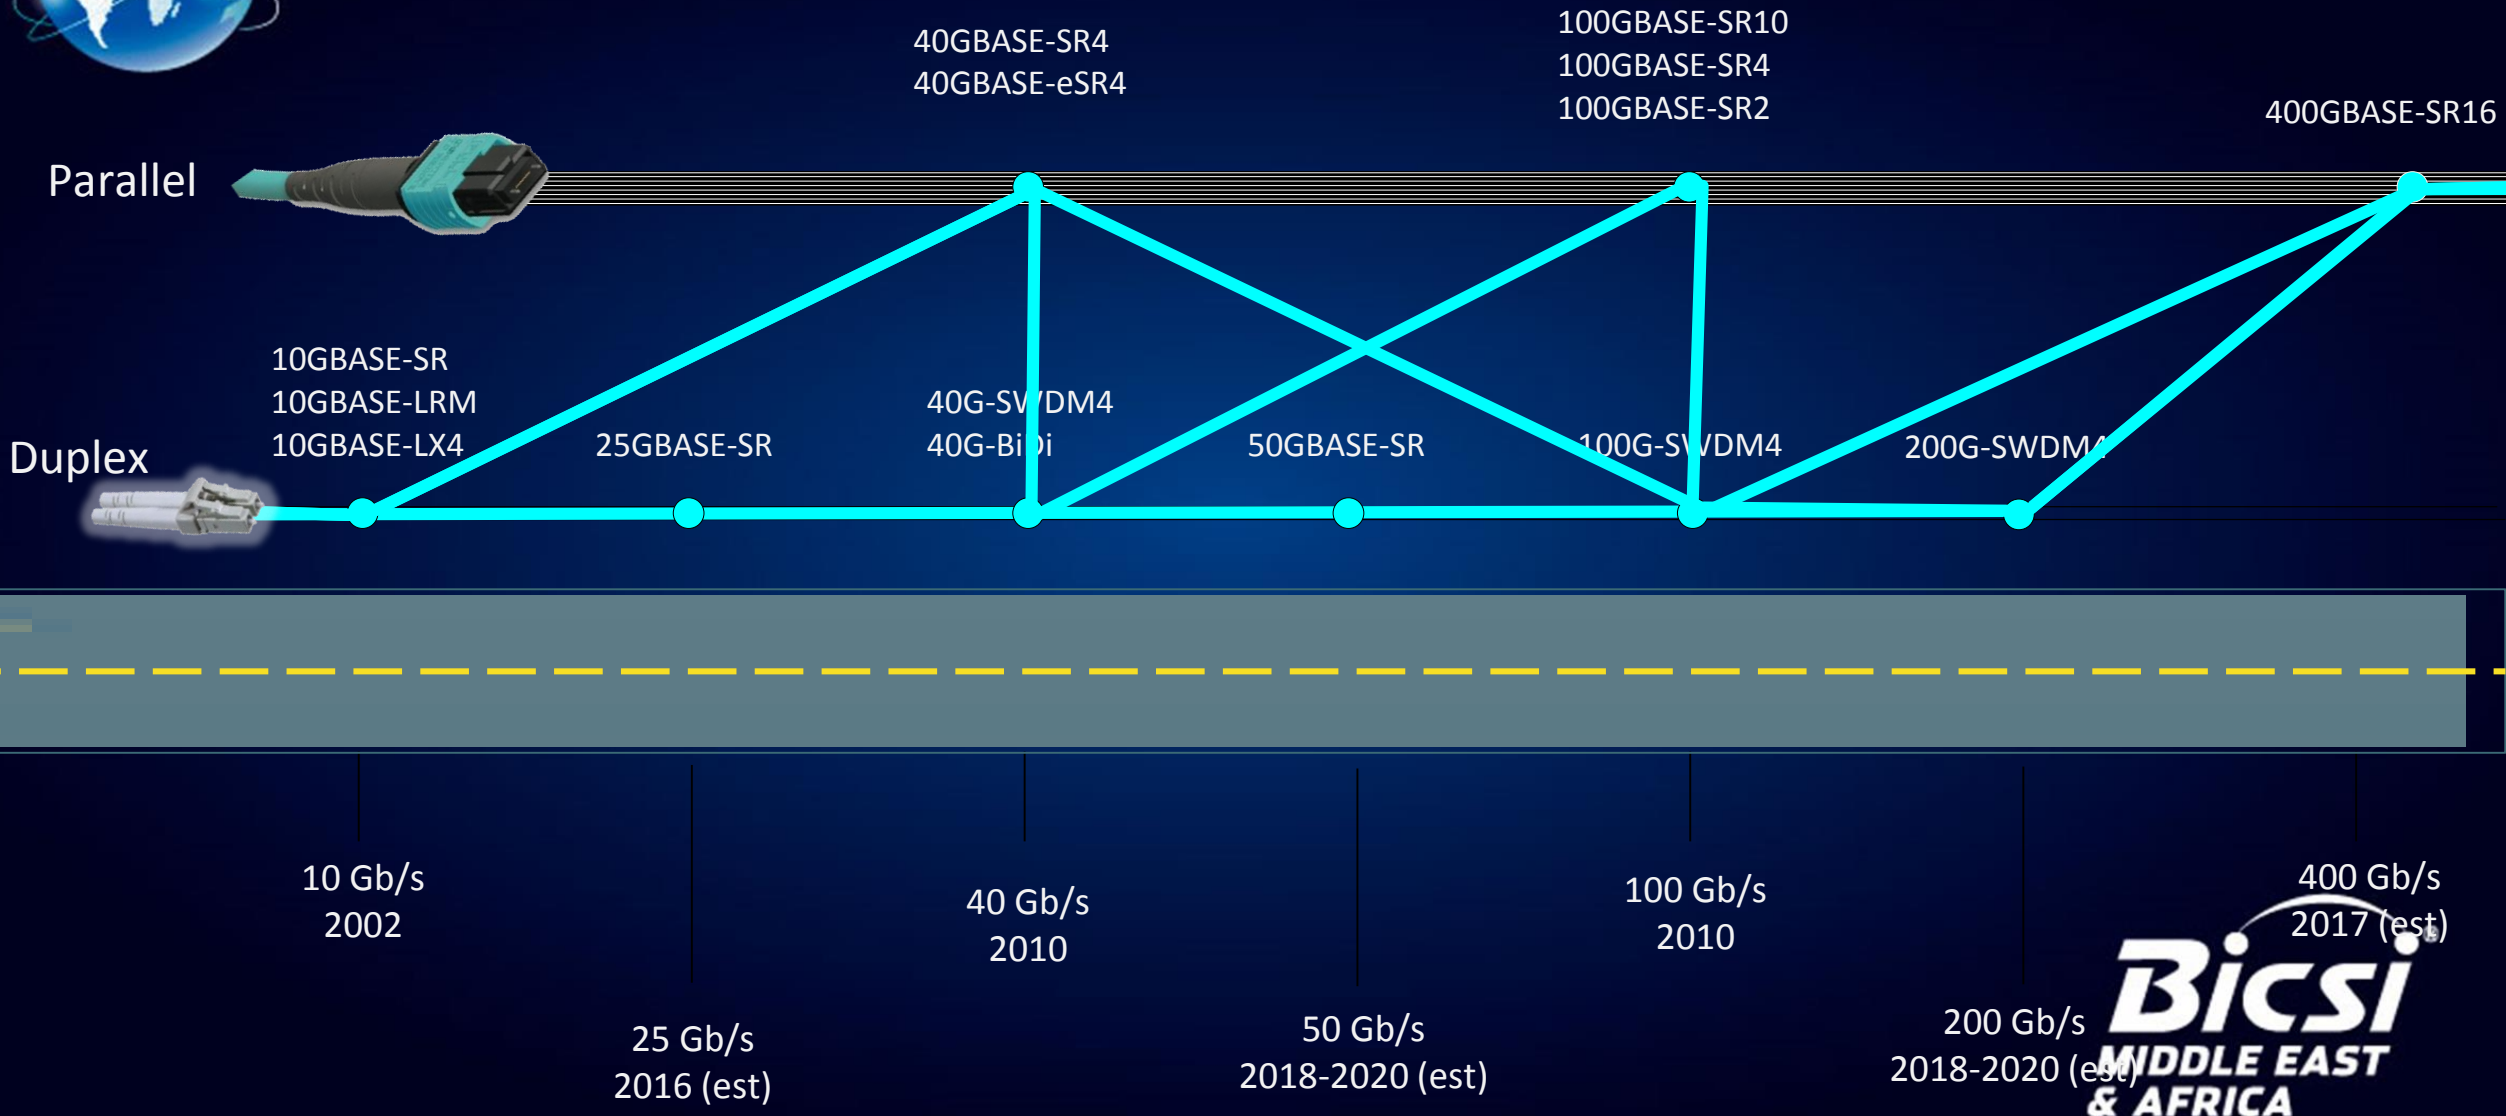 40GBASE-SR4
40GBASE-eSR4
100GBASE-SR10
100GBASE-SR4
100GBASE-SR2
400GBASE-SR16
Parallel
Duplex
10GBASE-SR
10GBASE-LRM
10GBASE-LX4
25GBASE-SR
40G-SWDM4
40G-BiDi
50GBASE-SR
100G-SWDM4
200G-SWDM4
10 Gb/s
2002
25 Gb/s
2016 (est)
40 Gb/s
2010
50 Gb/s
2018-2020 (est)
100 Gb/s
2010
200 Gb/s
2018-2020 (est)
400 Gb/s
2017 (est)
Bicsi®
MIDDLE EAST
& AFRICA